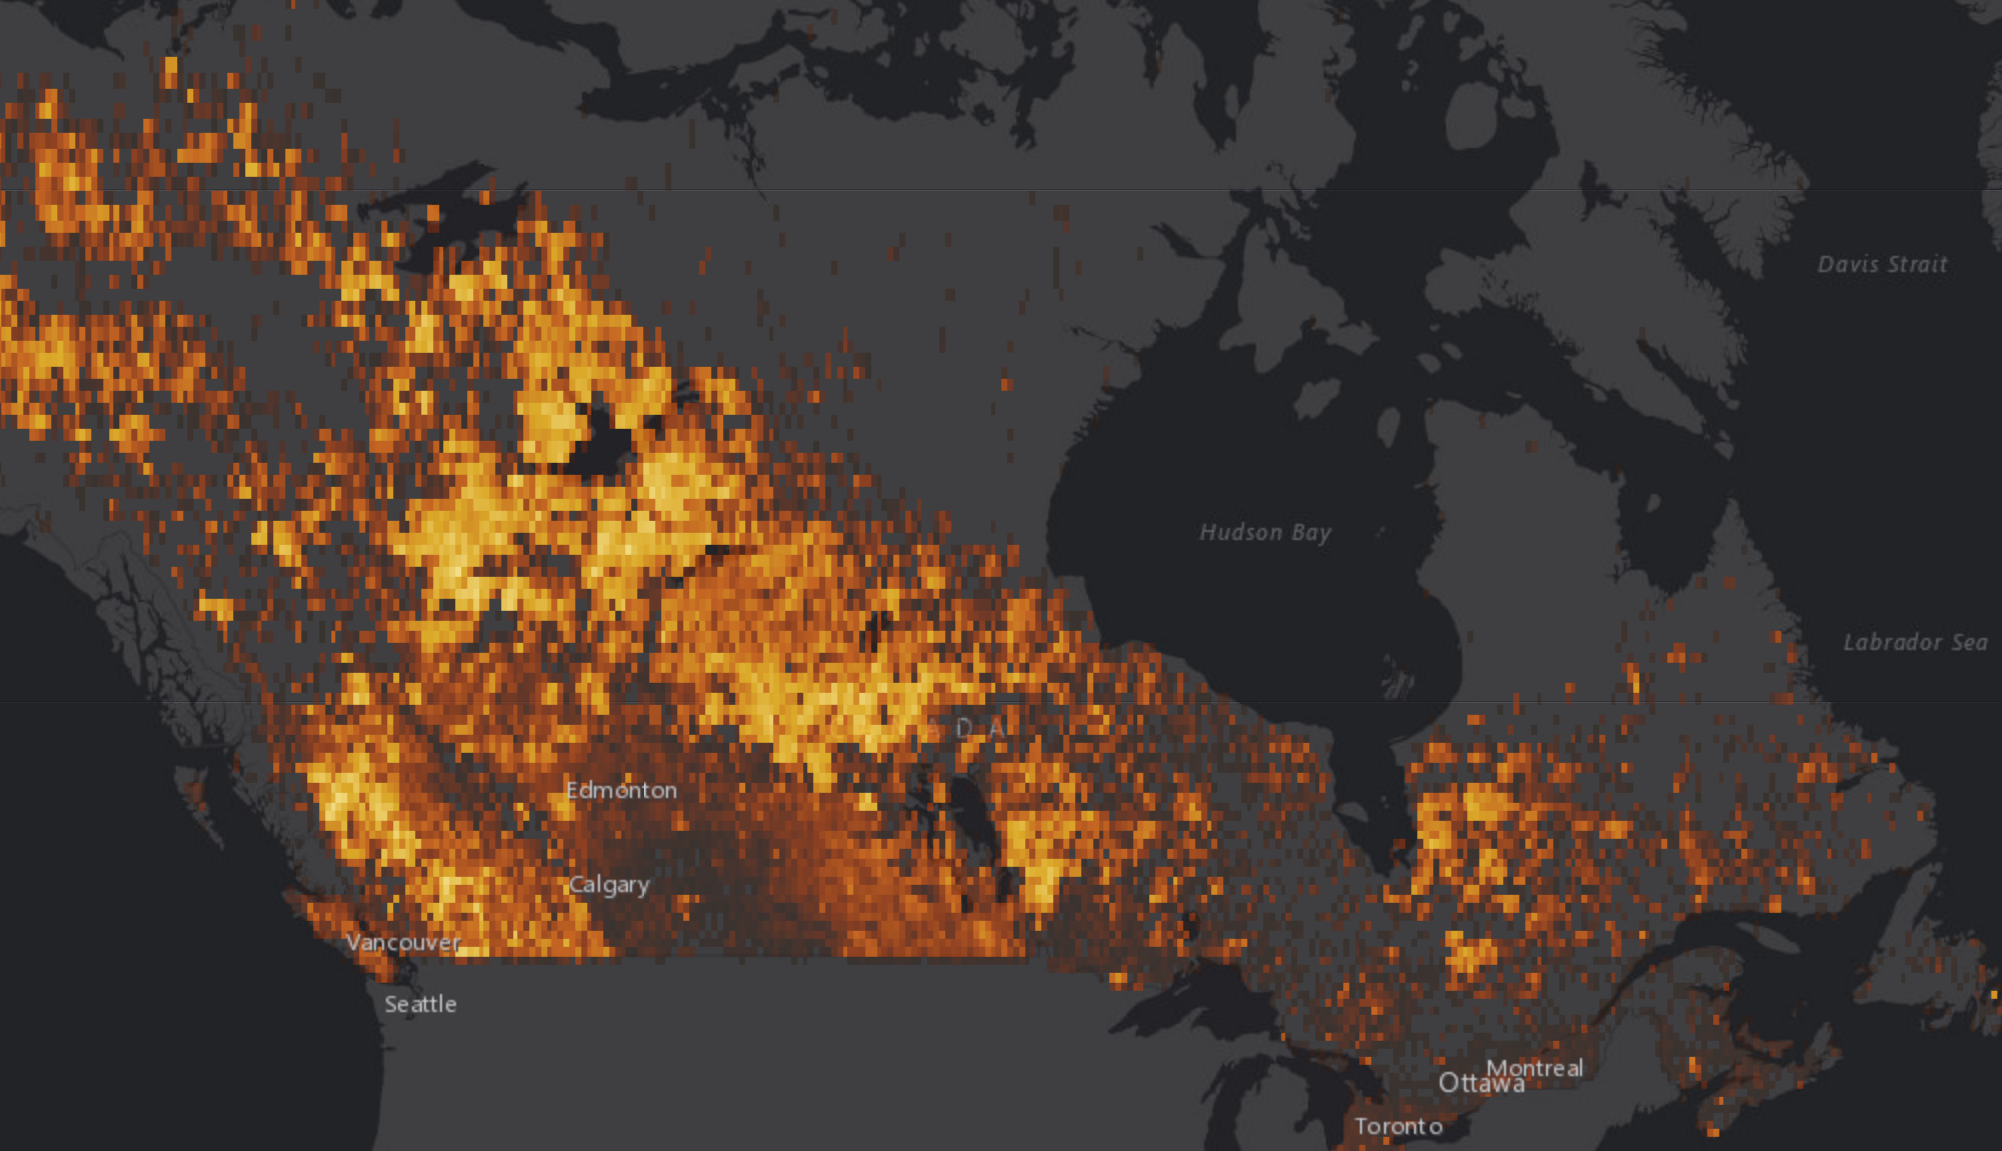 Davis Strait
Hudson Bay
Labrador Sea
A D A
Edmonton
Calgary
Vancouver
Seattle
Montreal
Ottawa
Toronto